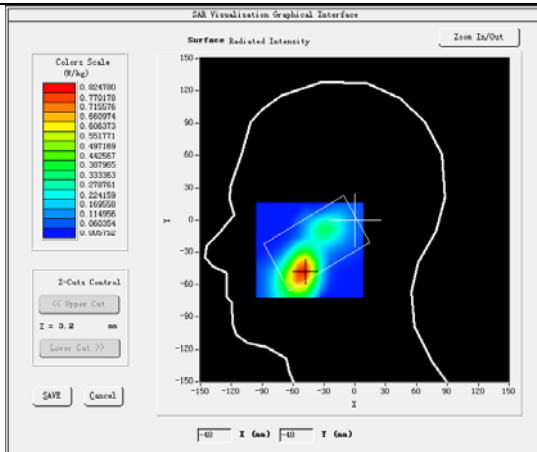 SAR Visualisation Graphical Interface
Surface Radiated Intensity
Zoom In/Out
Colors Scale
(W/kg)
0.824780
0.770178
0.715576
0.660974
0.606373
0.551771
0.497169
0.442567
0.387965
0.333363
0.278761
0.224159
0.169558
0.114956
0.060354
0.005752
Z-Cuts Control
<< Upper Cut
Z = 3.2 mm
Lower Cut >>
SAVE
Cancel
150
120
90
60
30
0
-30
-60
-90
-120
-150
Y
-150 -120 -90 -60 -30 0 30 60 90 120 150
X
-48 X (mm) -48 Y (mm)